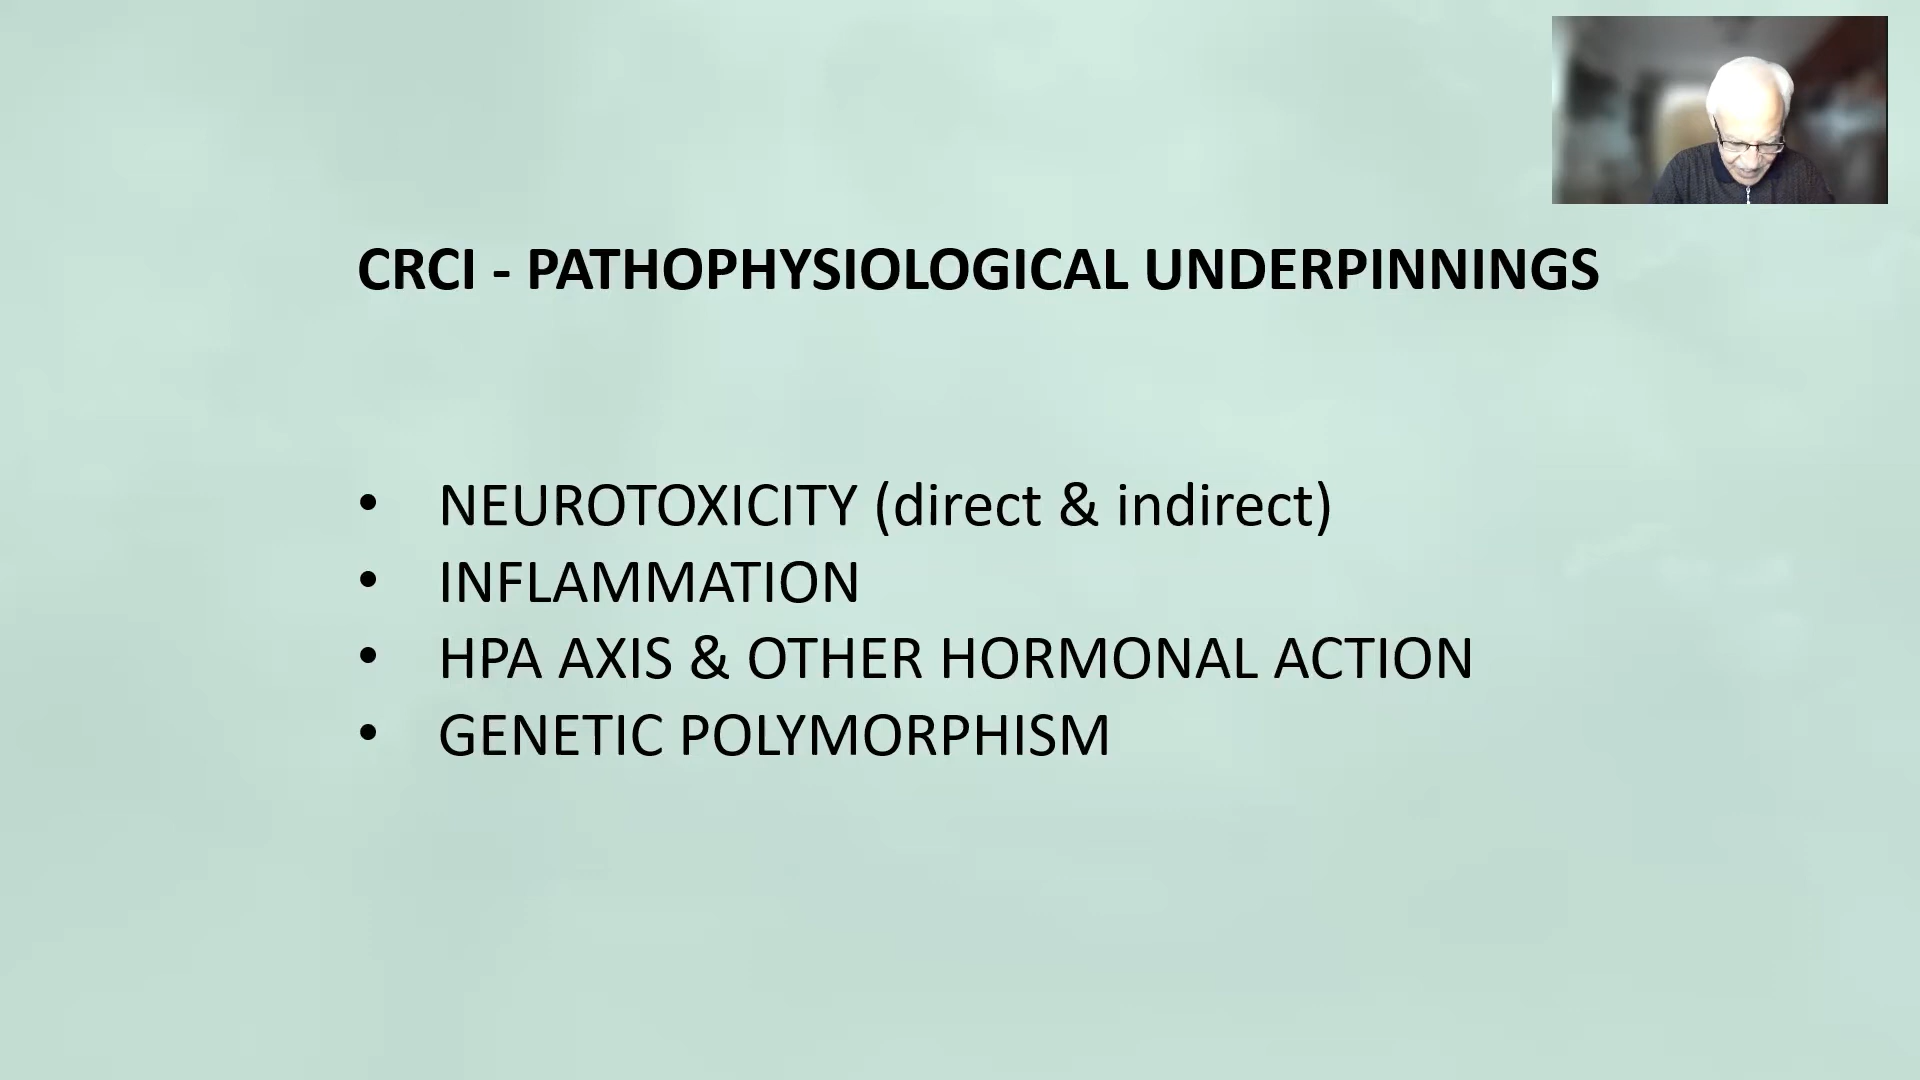 CRCI - PATHOPHYSIOLOGICAL UNDERPINNINGS
• NEUROTOXICITY (direct & indirect)
• INFLAMMATION
• HPA AXIS & OTHER HORMONAL ACTION
• GENETIC POLYMORPHISM